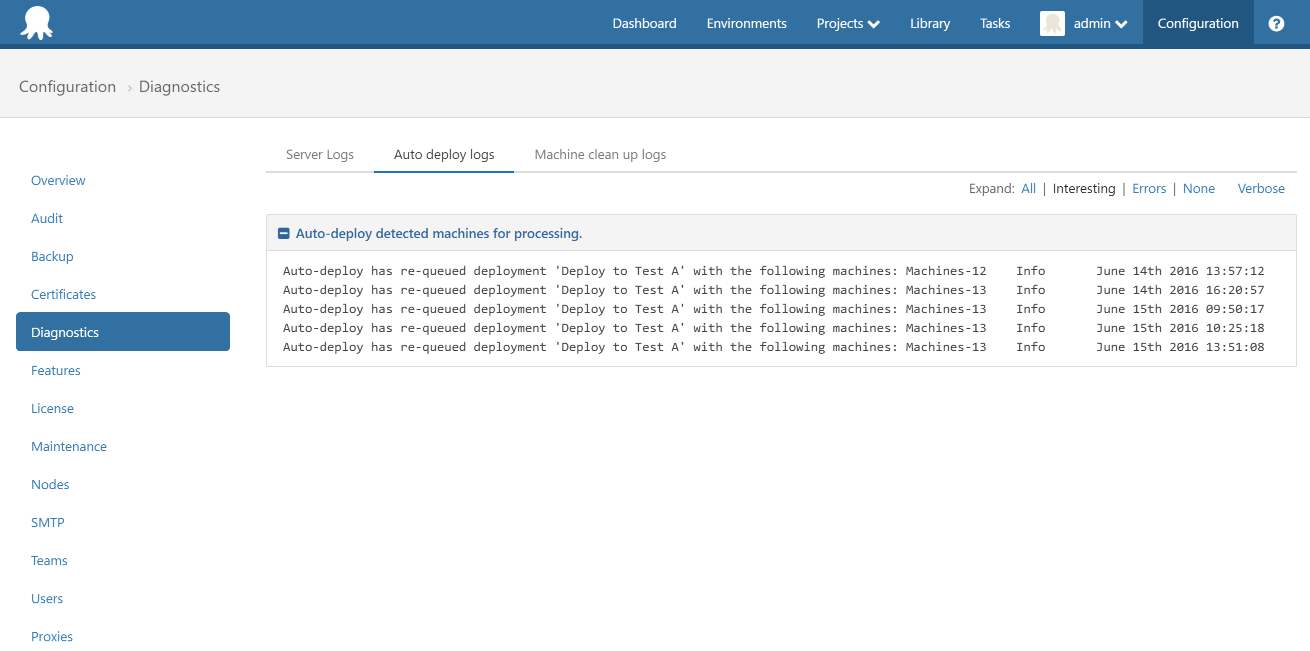 Dashboard Environments Projects Library Tasks admin Configuration ?
Configuration › Diagnostics
Server Logs Auto deploy logs Machine clean up logs
Expand: All | Interesting | Errors | None Verbose
Overview
Audit
Backup
Certificates
Diagnostics
Features
License
Maintenance
Nodes
SMTP
Teams
Users
Proxies
Auto-deploy detected machines for processing.
Auto-deploy has re-queued deployment 'Deploy to Test A' with the following machines: Machines-12 Info June 14th 2016 13:57:12
Auto-deploy has re-queued deployment 'Deploy to Test A' with the following machines: Machines-13 Info June 14th 2016 16:20:57
Auto-deploy has re-queued deployment 'Deploy to Test A' with the following machines: Machines-13 Info June 15th 2016 09:50:17
Auto-deploy has re-queued deployment 'Deploy to Test A' with the following machines: Machines-13 Info June 15th 2016 10:25:18
Auto-deploy has re-queued deployment 'Deploy to Test A' with the following machines: Machines-13 Info June 15th 2016 13:51:08